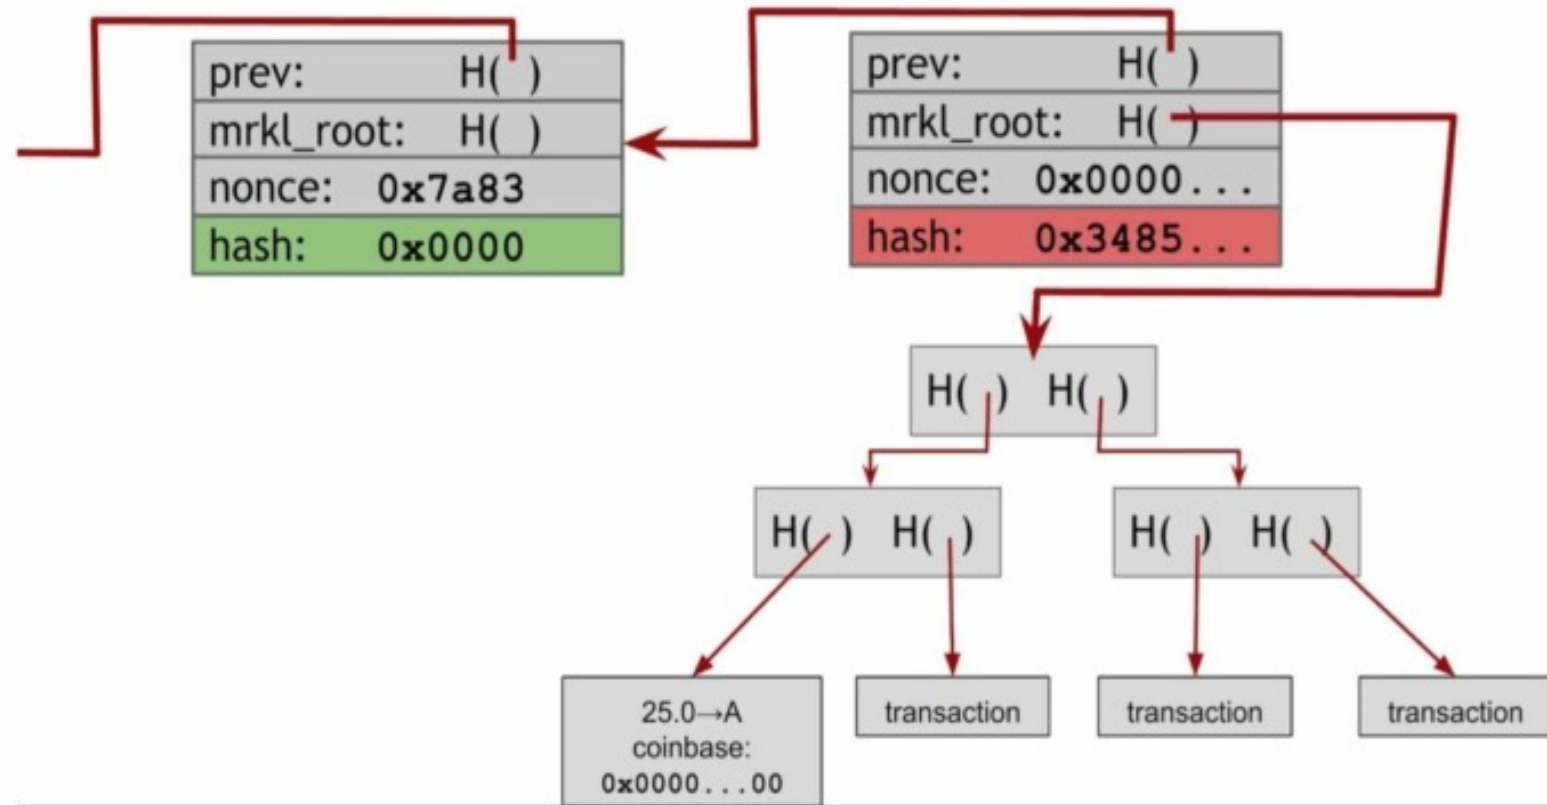 prev: H( )
mrkl_root: H( )
nonce: 0x7a83
hash: 0x0000
prev: H( )
mrkl_root: H( )
nonce: 0x0000...
hash: 0x3485...
H( ) H( )
H( ) H( )
H( ) H( )
25.0→A
coinbase:
0x0000...00
transaction
transaction
transaction